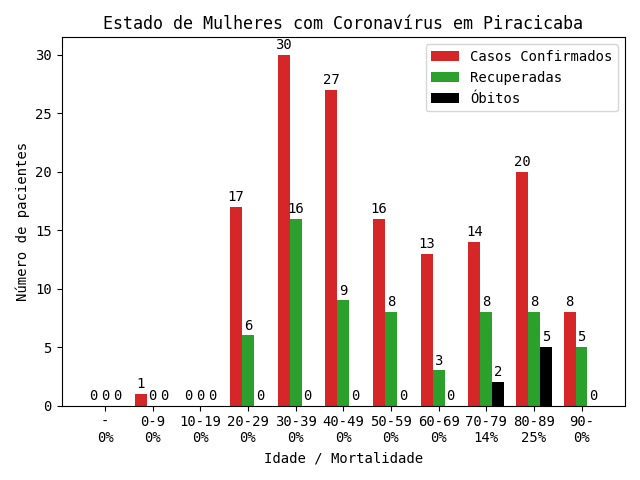 Estado de Mulheres com Coronavírus em Piracicaba
Número de pacientes
30
25
20
15
10
5
0
Casos Confirmados
Recuperadas
Óbitos
0 0 0
1 0 0
0 0 0
17 6 0
30 16 0
27 9 0
16 8 0
13 3 0
14 8 2
20 8 5
8 5 0
- 0-9 10-19 20-29 30-39 40-49 50-59 60-69 70-79 80-89 90-
0% 0% 0% 0% 0% 0% 0% 0% 14% 25% 0%
Idade / Mortalidade